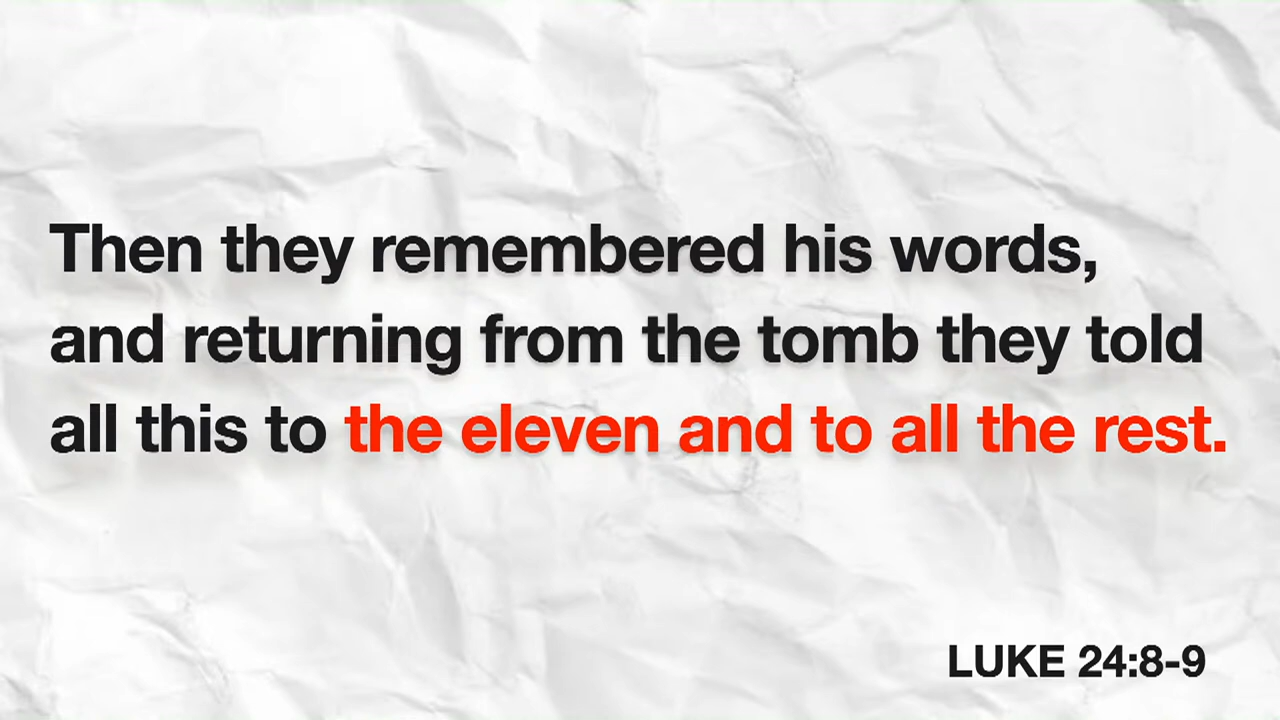 Then they remembered his words,
and returning from the tomb they told
all this to the eleven and to all the rest.
LUKE 24:8-9